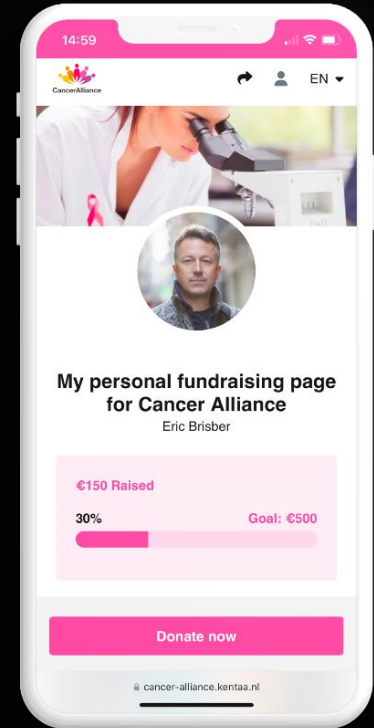 14:59
CancerAlliance
EN
My personal fundraising page
for Cancer Alliance
Eric Brisber
€150 Raised
30% Goal: €500
Donate now
cancer-alliance.kentaa.nl